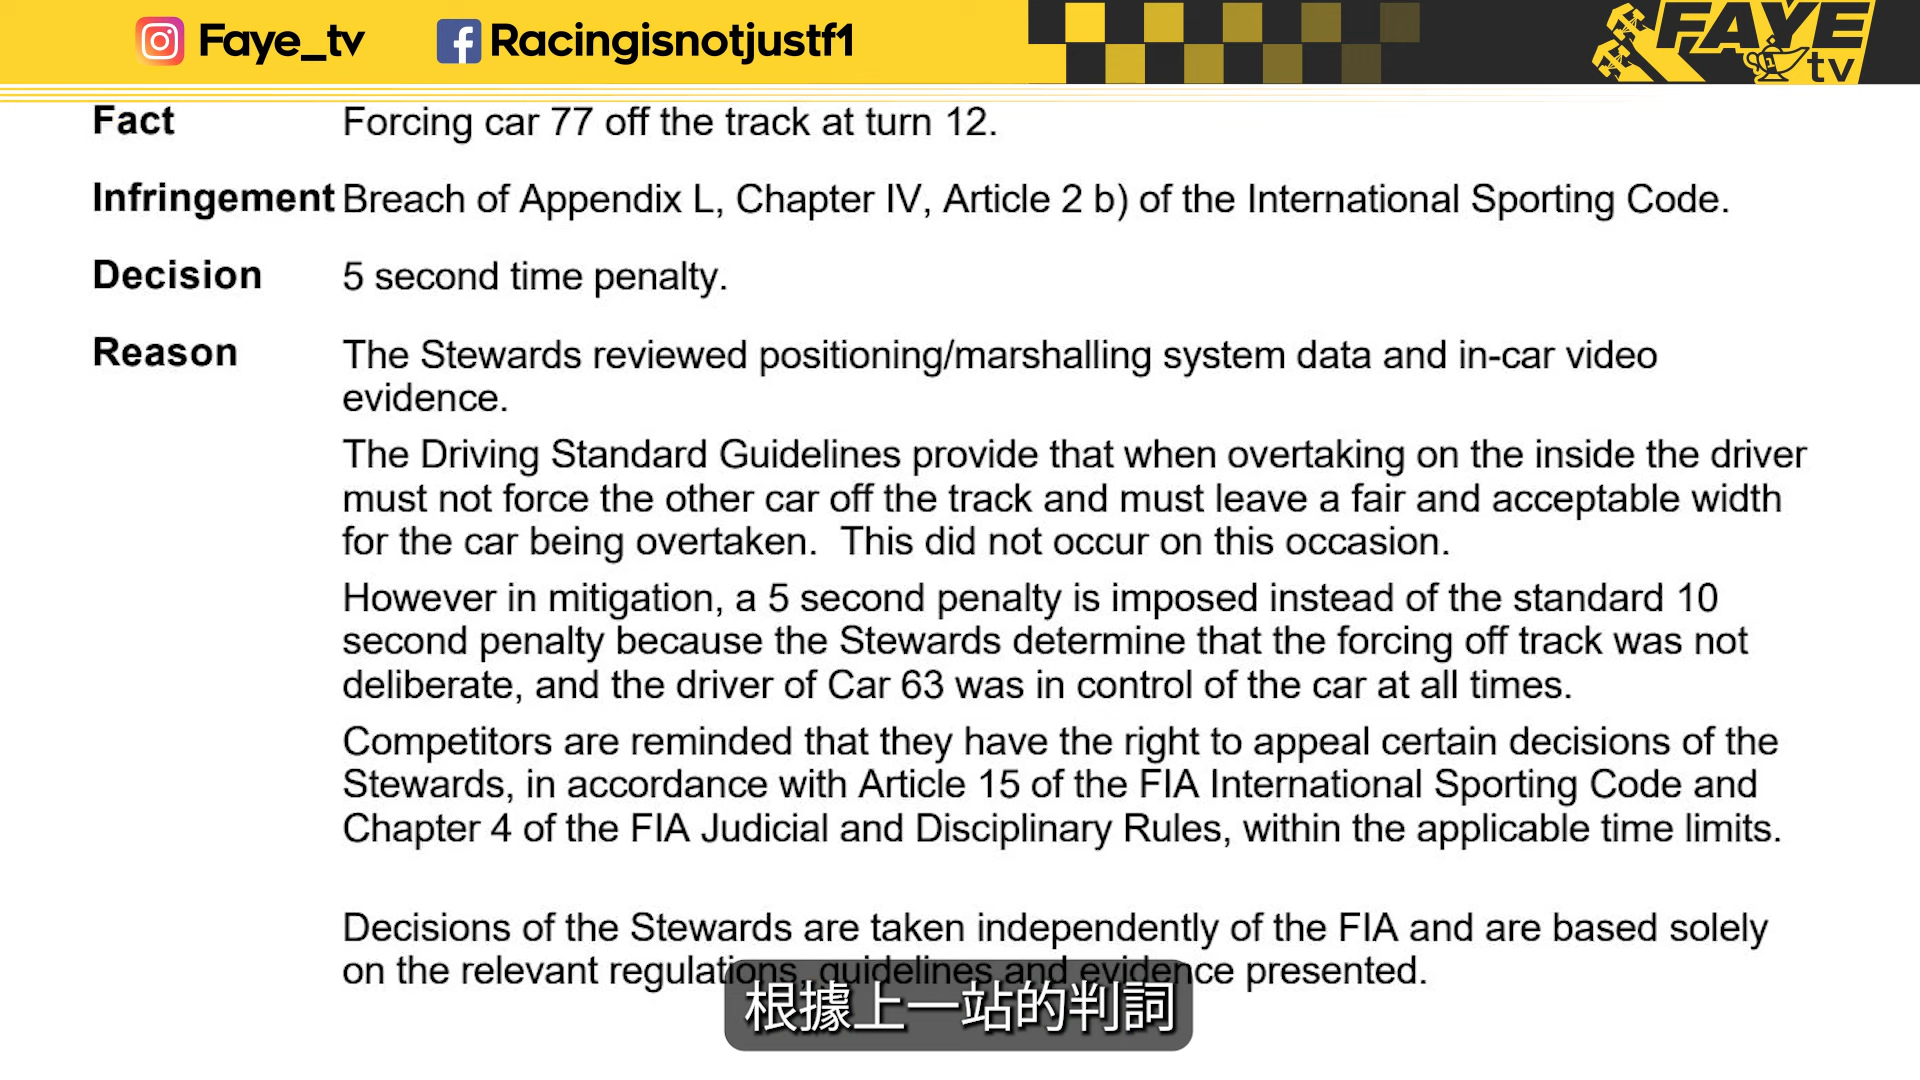 Faye_tv
Racingisnotjustf1
FAYE
tv
Fact
Forcing car 77 off the track at turn 12.
Infringement
Breach of Appendix L, Chapter IV, Article 2 b) of the International Sporting Code.
Decision
5 second time penalty.
Reason
The Stewards reviewed positioning/marshalling system data and in-car video
evidence.
The Driving Standard Guidelines provide that when overtaking on the inside the driver
must not force the other car off the track and must leave a fair and acceptable width
for the car being overtaken. This did not occur on this occasion.
However in mitigation, a 5 second penalty is imposed instead of the standard 10
second penalty because the Stewards determine that the forcing off track was not
deliberate, and the driver of Car 63 was in control of the car at all times.
Competitors are reminded that they have the right to appeal certain decisions of the
Stewards, in accordance with Article 15 of the FIA International Sporting Code and
Chapter 4 of the FIA Judicial and Disciplinary Rules, within the applicable time limits.
Decisions of the Stewards are taken independently of the FIA and are based solely
on the relevant regulations, guidelines and evidence presented.
根據上一站的判詞